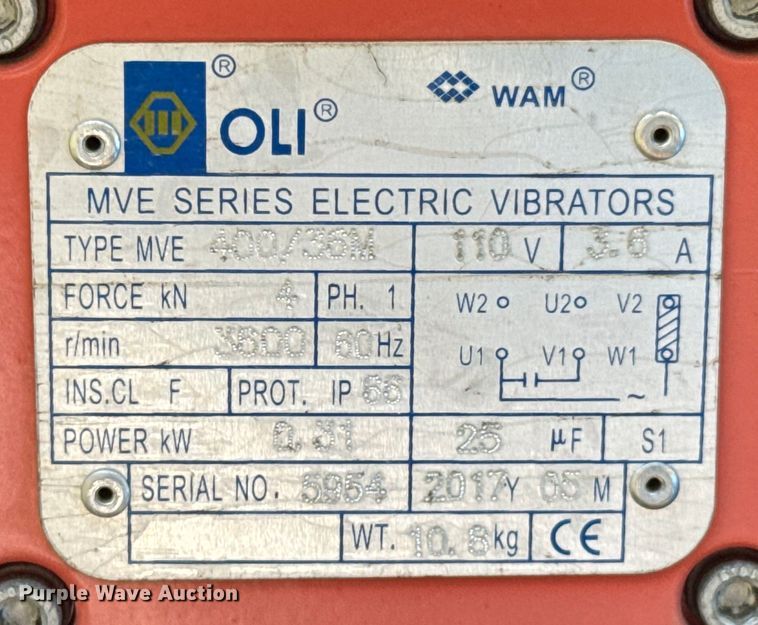 OLI® ® WAM®
MVE SERIES ELECTRIC VIBRATORS
TYPE MVE 400/36M 110 V 3.6 A
FORCE kN 4 PH. 1
W2 U2 V2
r/min 3600 60Hz
U1 V1 W1
INS.CL F PROT. IP 66
~
POWER kW 0.31 25 µF S1
SERIAL NO. 5954 2017Y 05 M
WT. 10.8kg CE
Purple Wave Auction